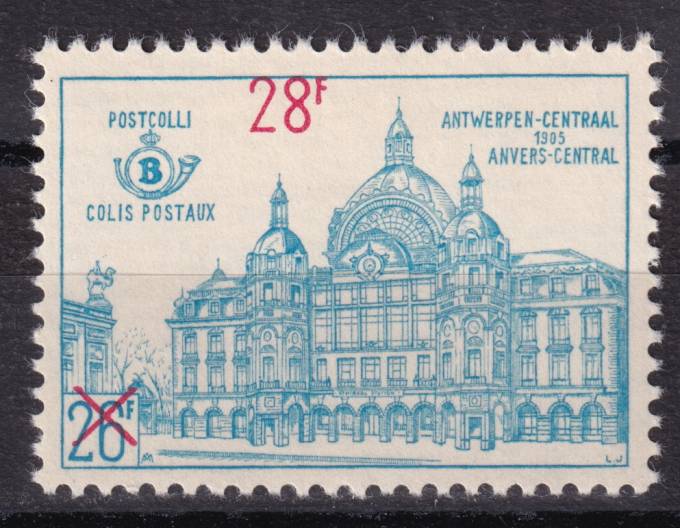 28F
POSTCOLLI
B
COLIS POSTAUX
ANTWERPEN-CENTRAAL
1905
ANVERS-CENTRAL
26F
L.J